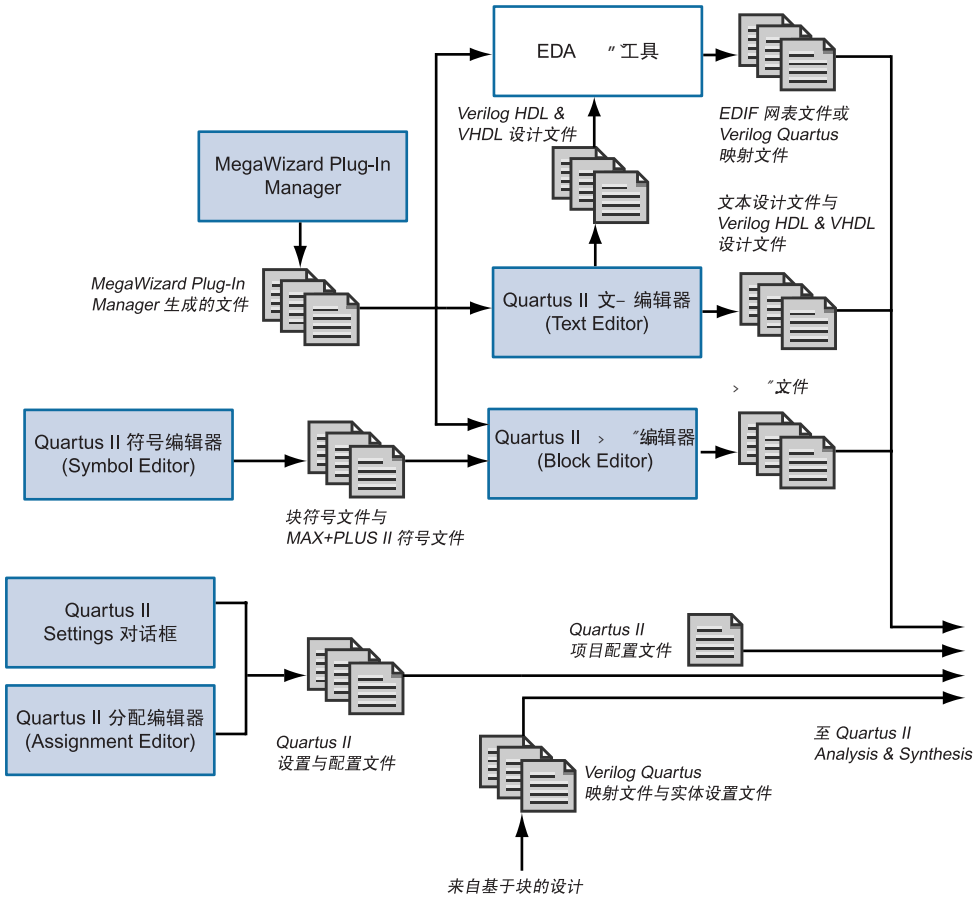 EDA 〃工具
Verilog HDL &
VHDL 设计文件
EDIF 网表文件或
Verilog Quartus
映射文件
MegaWizard Plug-In
Manager
文本设计文件与
Verilog HDL & VHDL
设计文件
MegaWizard Plug-In
Manager 生成的文件
Quartus II 文– 编辑器
(Text Editor)
› 〃文件
Quartus II 符号编辑器
(Symbol Editor)
Quartus II › 〃编辑器
(Block Editor)
块符号文件与
MAX+PLUS II 符号文件
Quartus II
Settings 对话框
Quartus II
项目配置文件
Quartus II 分配编辑器
(Assignment Editor)
Quartus II
设置与配置文件
至 Quartus II
Analysis & Synthesis
Verilog Quartus
映射文件与实体设置文件
来自基于块的设计